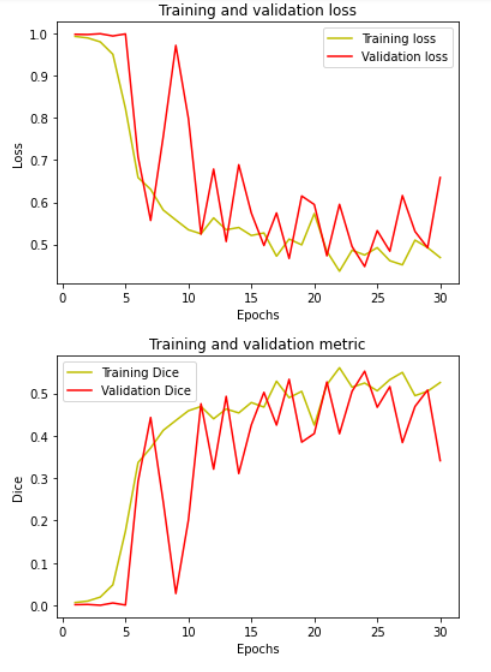 Training and validation loss
1.0
0.9
0.8
0.7
0.6
0.5
Loss
Training loss
Validation loss
0 5 10 15 20 25 30
Epochs
Training and validation metric
0.5
0.4
0.3
0.2
0.1
0.0
Dice
Training Dice
Validation Dice
0 5 10 15 20 25 30
Epochs